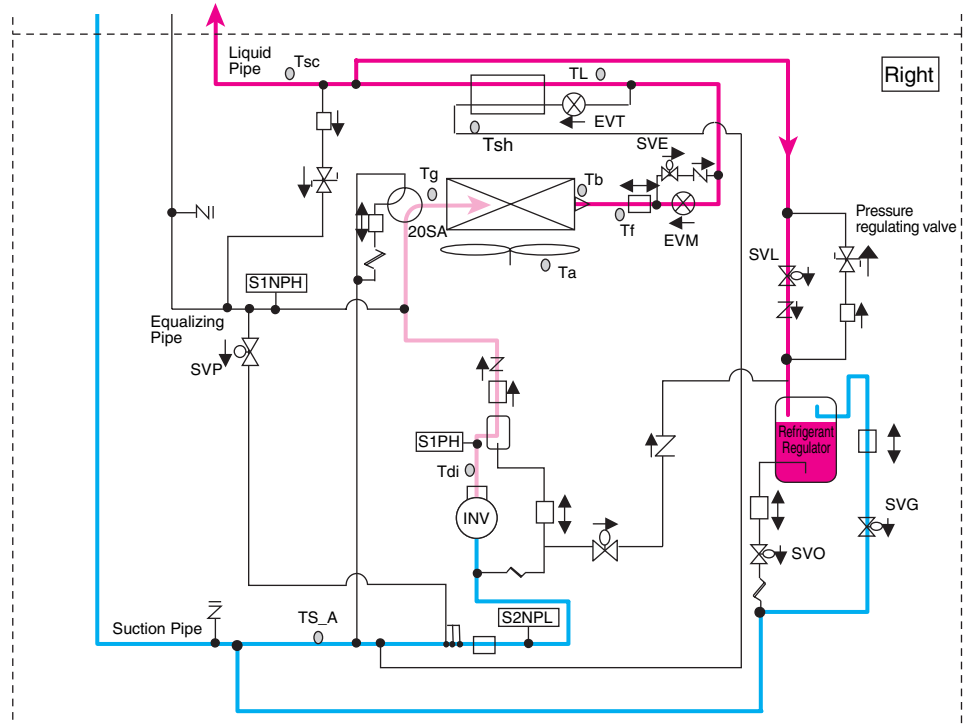 Liquid
Pipe
Tsc
TL
Right
EVT
Tsh
SVE
Tg
Tb
Tf
EVM
20SA
Ta
Pressure
regulating valve
SVL
S1NPH
Equalizing
Pipe
SVP
S1PH
Tdi
INV
Refrigerant
Regulator
SVG
SVO
Suction Pipe
TS_A
S2NPL